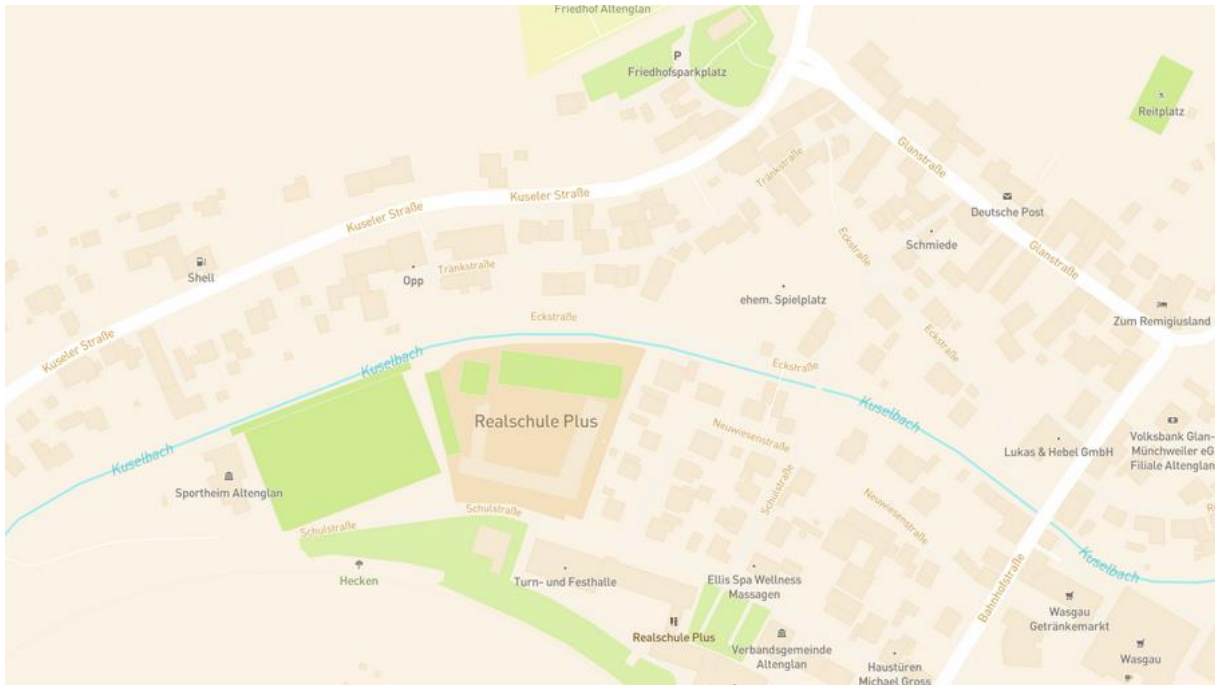 Friedhof Altenglan
P
Friedhofsparkplatz
Reitplatz
Glanstraße
Tränkstraße
Kuseler Straße
Deutsche Post
Kuseler Straße
Schmiede
Eckstraße
Glanstraße
Tränkstraße
Shell
Opp
ehem. Spielplatz
Eckstraße
Zum Remigiusland
Kuseler Straße
Eckstraße
Kuselbach
Eckstraße
Kuselbach
Realschule Plus
Neuwiesenstraße
Volksbank Glan-
Münchweiler eG
Filiale Altenglan
Lukas & Hebel GmbH
Kuselbach
Sportheim Altenglan
Schulstraße
Schulstraße
Neuwiesenstraße
Schulstraße
Kuselbach
Hecken
Turn- und Festhalle
Ellis Spa Wellness
Massagen
Bahnhofstraße
Wasgau
Getränkemarkt
Realschule Plus
Verbandsgemeinde
Altenglan
Wasgau
Haustüren
Michael Gross